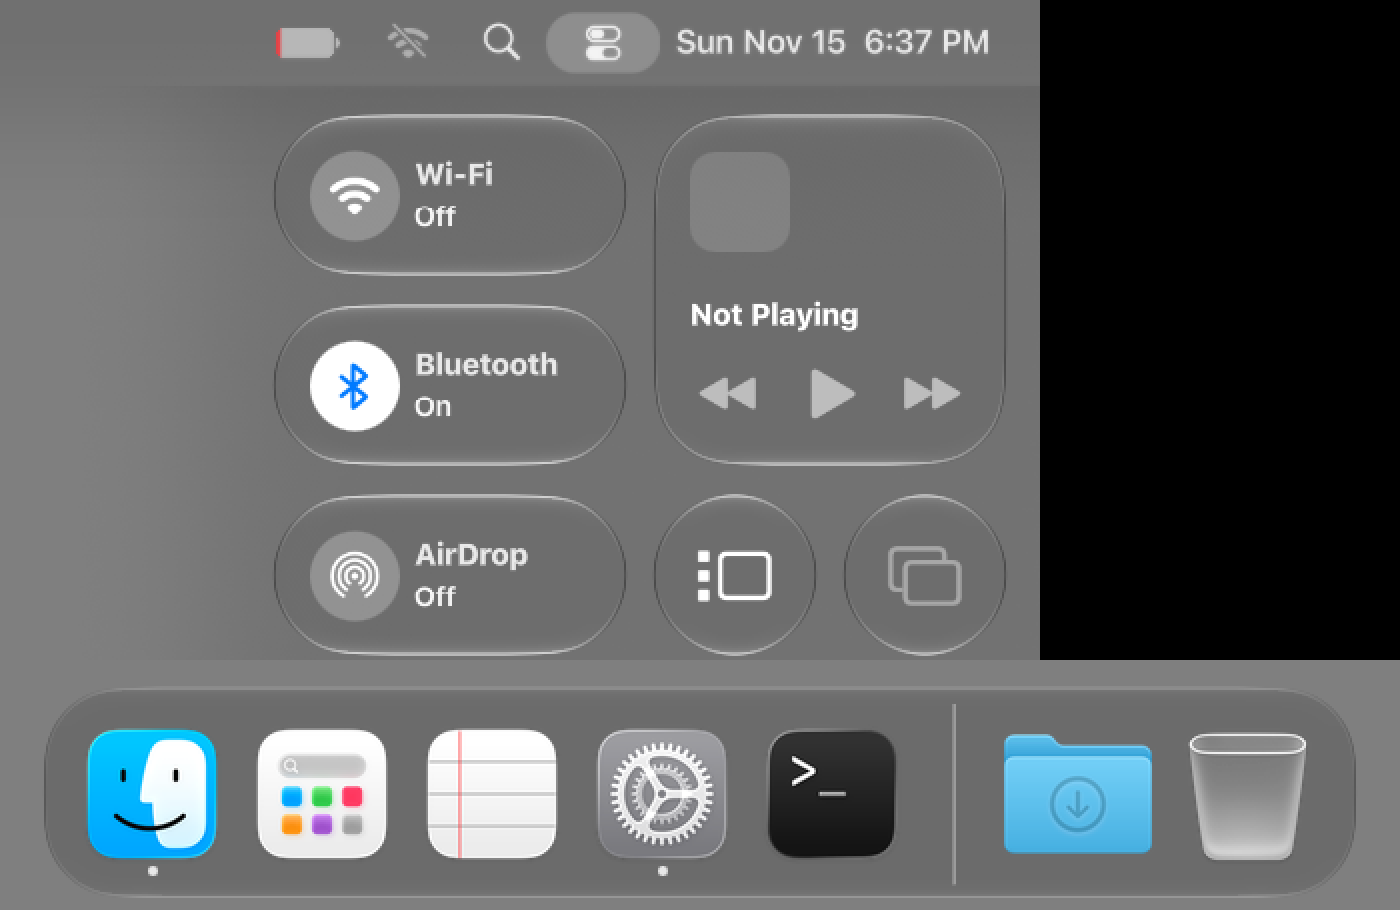 Sun Nov 15 6:37 PM
Wi-Fi
Off
Not Playing
Bluetooth
On
AirDrop
Off
>_